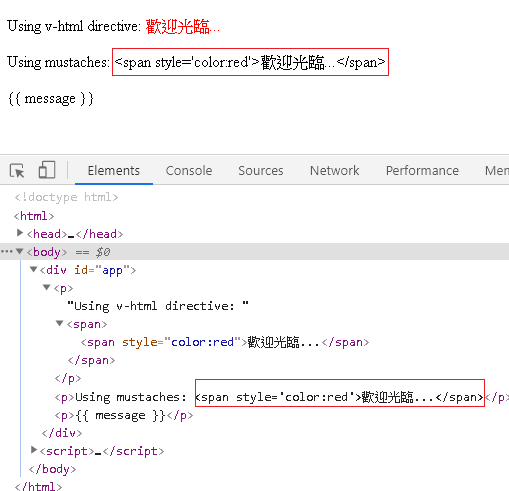 Using v-html directive: 歡迎光臨...
Using mustaches: <span style='color:red'>歡迎光臨...</span>
{{ message }}
Elements Console Sources Network Performance Mem
<!doctype html>
<html>
<head>…</head>
<body> == $0
<div id="app">
<p>
"Using v-html directive: "
<span>
<span style="color:red">歡迎光臨...</span>
</span>
</p>
<p>Using mustaches: <span style='color:red'>歡迎光臨...</span></p>
<p>{{ message }}</p>
</div>
<script>…</script>
</body>
</html>